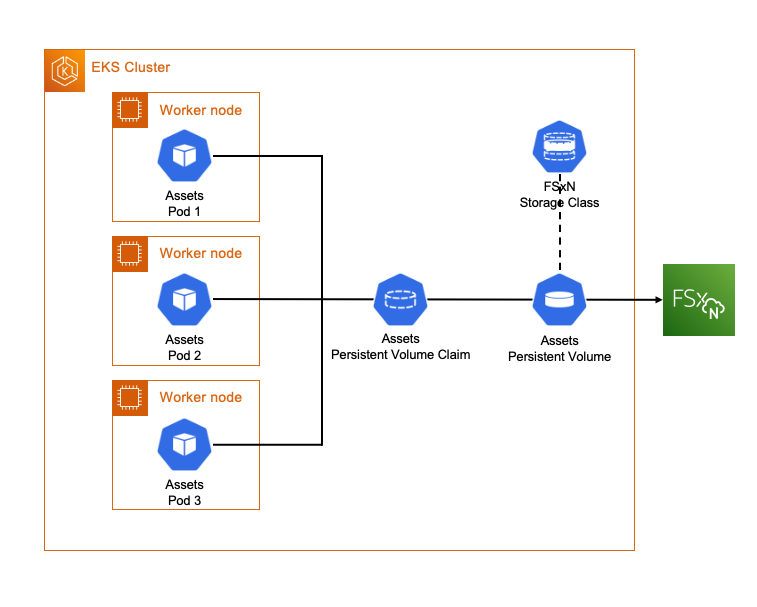 EKS Cluster
Worker node
Assets
Pod 1
Worker node
Assets
Pod 2
Worker node
Assets
Pod 3
Assets
Persistent Volume Claim
FSxN
Storage Class
Assets
Persistent Volume
FSx
N